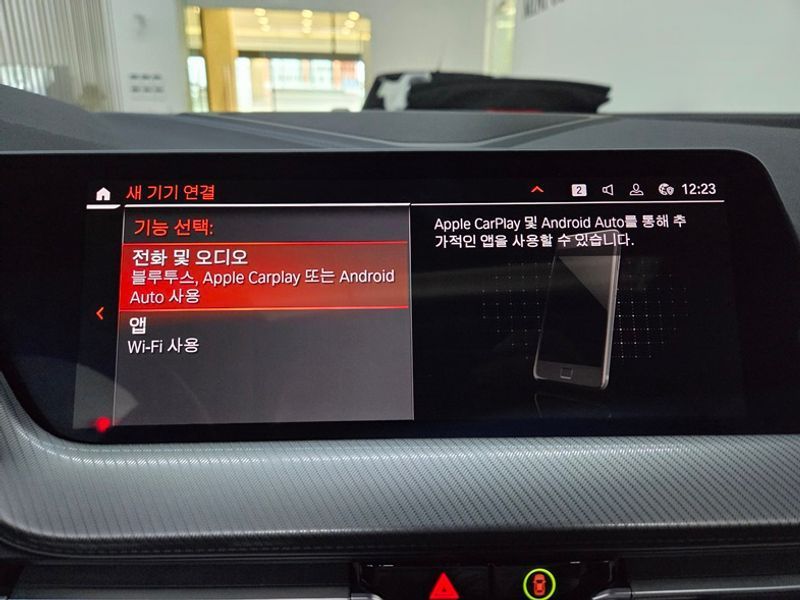 새 기기 연결
2
12:23
기능 선택:
전화 및 오디오
블루투스, Apple Carplay 또는 Android
Auto 사용
앱
Wi-Fi 사용
Apple CarPlay 및 Android Auto를 통해 추
가적인 앱을 사용할 수 있습니다.